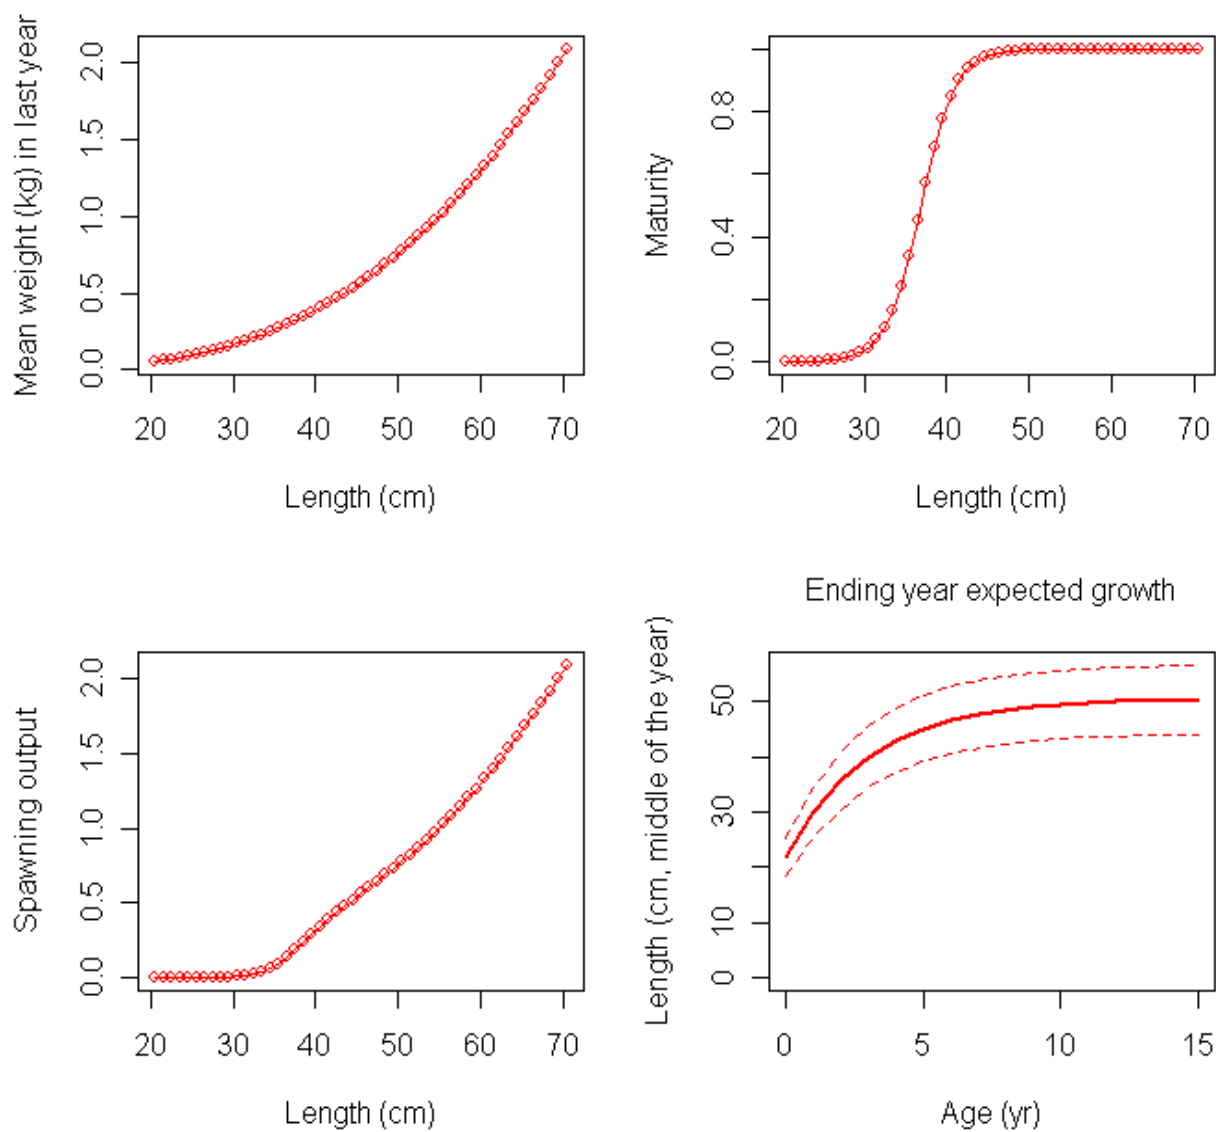 Mean weight (kg) in last year
0.0 0.5 1.0 1.5 2.0
20 30 40 50 60 70
Length (cm)
Maturity
0.0 0.4 0.8
20 30 40 50 60 70
Length (cm)
Spawning output
0.0 0.5 1.0 1.5 2.0
20 30 40 50 60 70
Length (cm)
Ending year expected growth
Length (cm, middle of the year)
0 10 30 50
0 5 10 15
Age (yr)